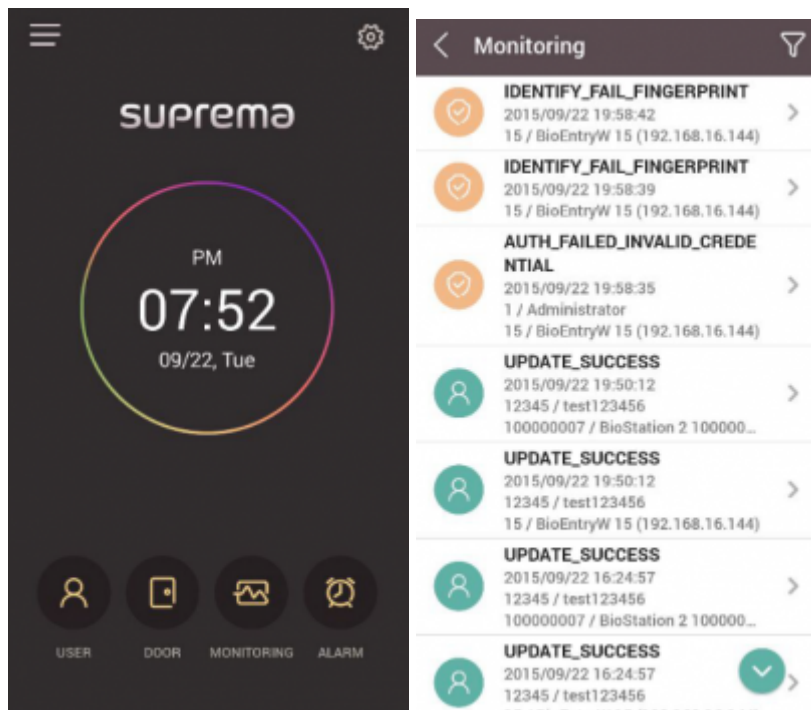 suprema
PM
07:52
09/22, Tue
USER
DOOR
MONITORING
ALARM
Monitoring
IDENTIFY_FAIL_FINGERPRINT
2015/09/22 19:58:42
15 / BioEntryW 15 (192.168.16.144)
IDENTIFY_FAIL_FINGERPRINT
2015/09/22 19:58:39
15 / BioEntryW 15 (192.168.16.144)
AUTH_FAILED_INVALID_CREDE
NTIAL
2015/09/22 19:58:35
1 / Administrator
15 / BioEntryW 15 (192.168.16.144)
UPDATE_SUCCESS
2015/09/22 19:50:12
12345 / test123456
100000007 / BioStation 2 100000...
UPDATE_SUCCESS
2015/09/22 19:50:12
12345 / test123456
15 / BioEntryW 15 (192.168.16.144)
UPDATE_SUCCESS
2015/09/22 16:24:57
12345 / test123456
100000007 / BioStation 2 100000...
UPDATE_SUCCESS
2015/09/22 16:24:57
12345 / test123456